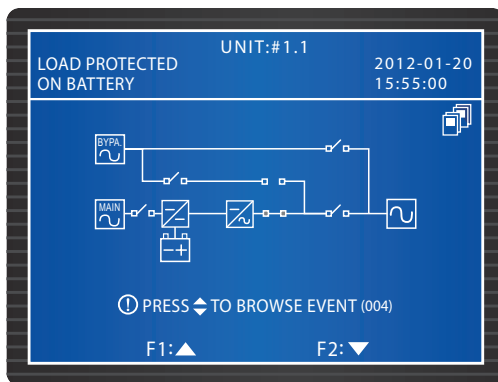 UNIT:#1.1
LOAD PROTECTED
ON BATTERY
2012-01-20
15:55:00
BYPA.
MAIN
PRESS TO BROWSE EVENT (004)
F1:
F2: